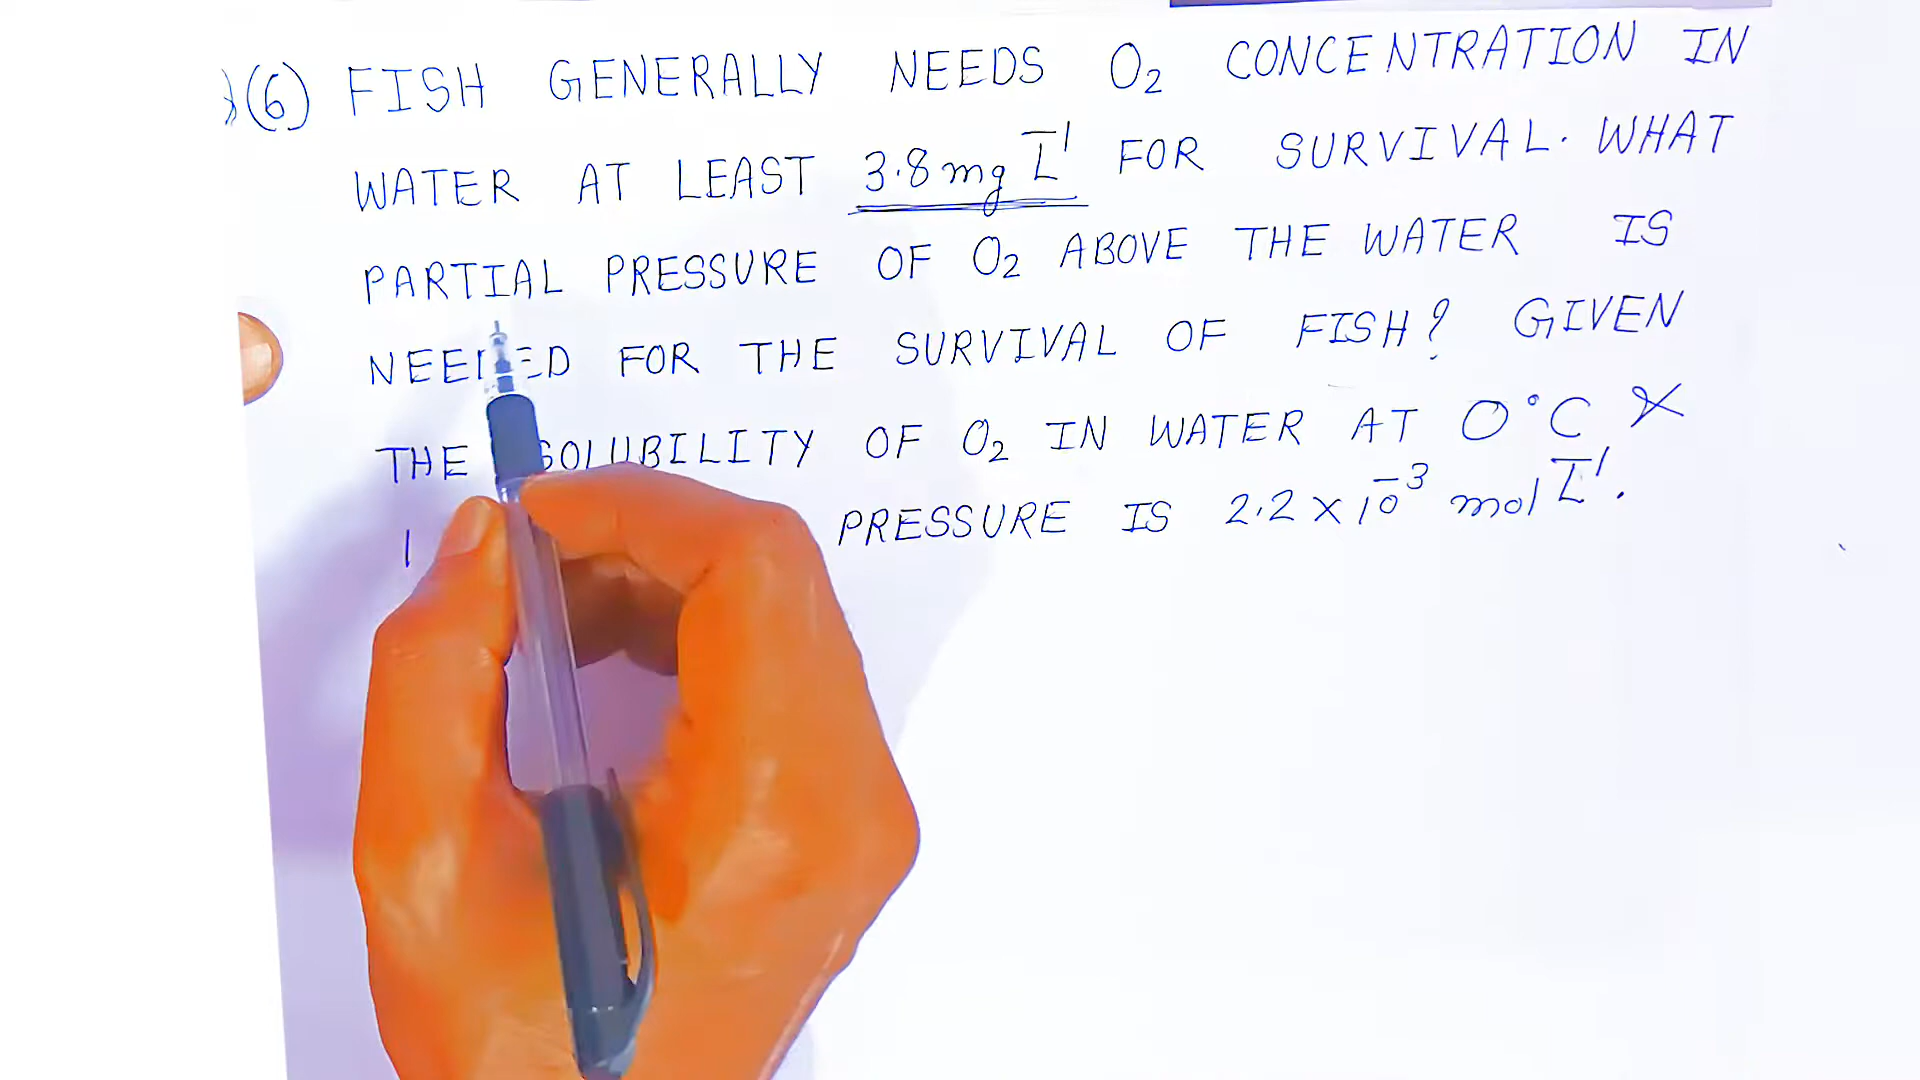 (6) FISH GENERALLY NEEDS O₂ CONCENTRATION IN
WATER AT LEAST 3.8 mg L⁻¹ FOR SURVIVAL. WHAT
PARTIAL PRESSURE OF O₂ ABOVE THE WATER IS
NEEDED FOR THE SURVIVAL OF FISH? GIVEN
THE SOLUBILITY OF O₂ IN WATER AT 0°C &
1 PRESSURE IS 2.2 × 10⁻³ mol L⁻¹.